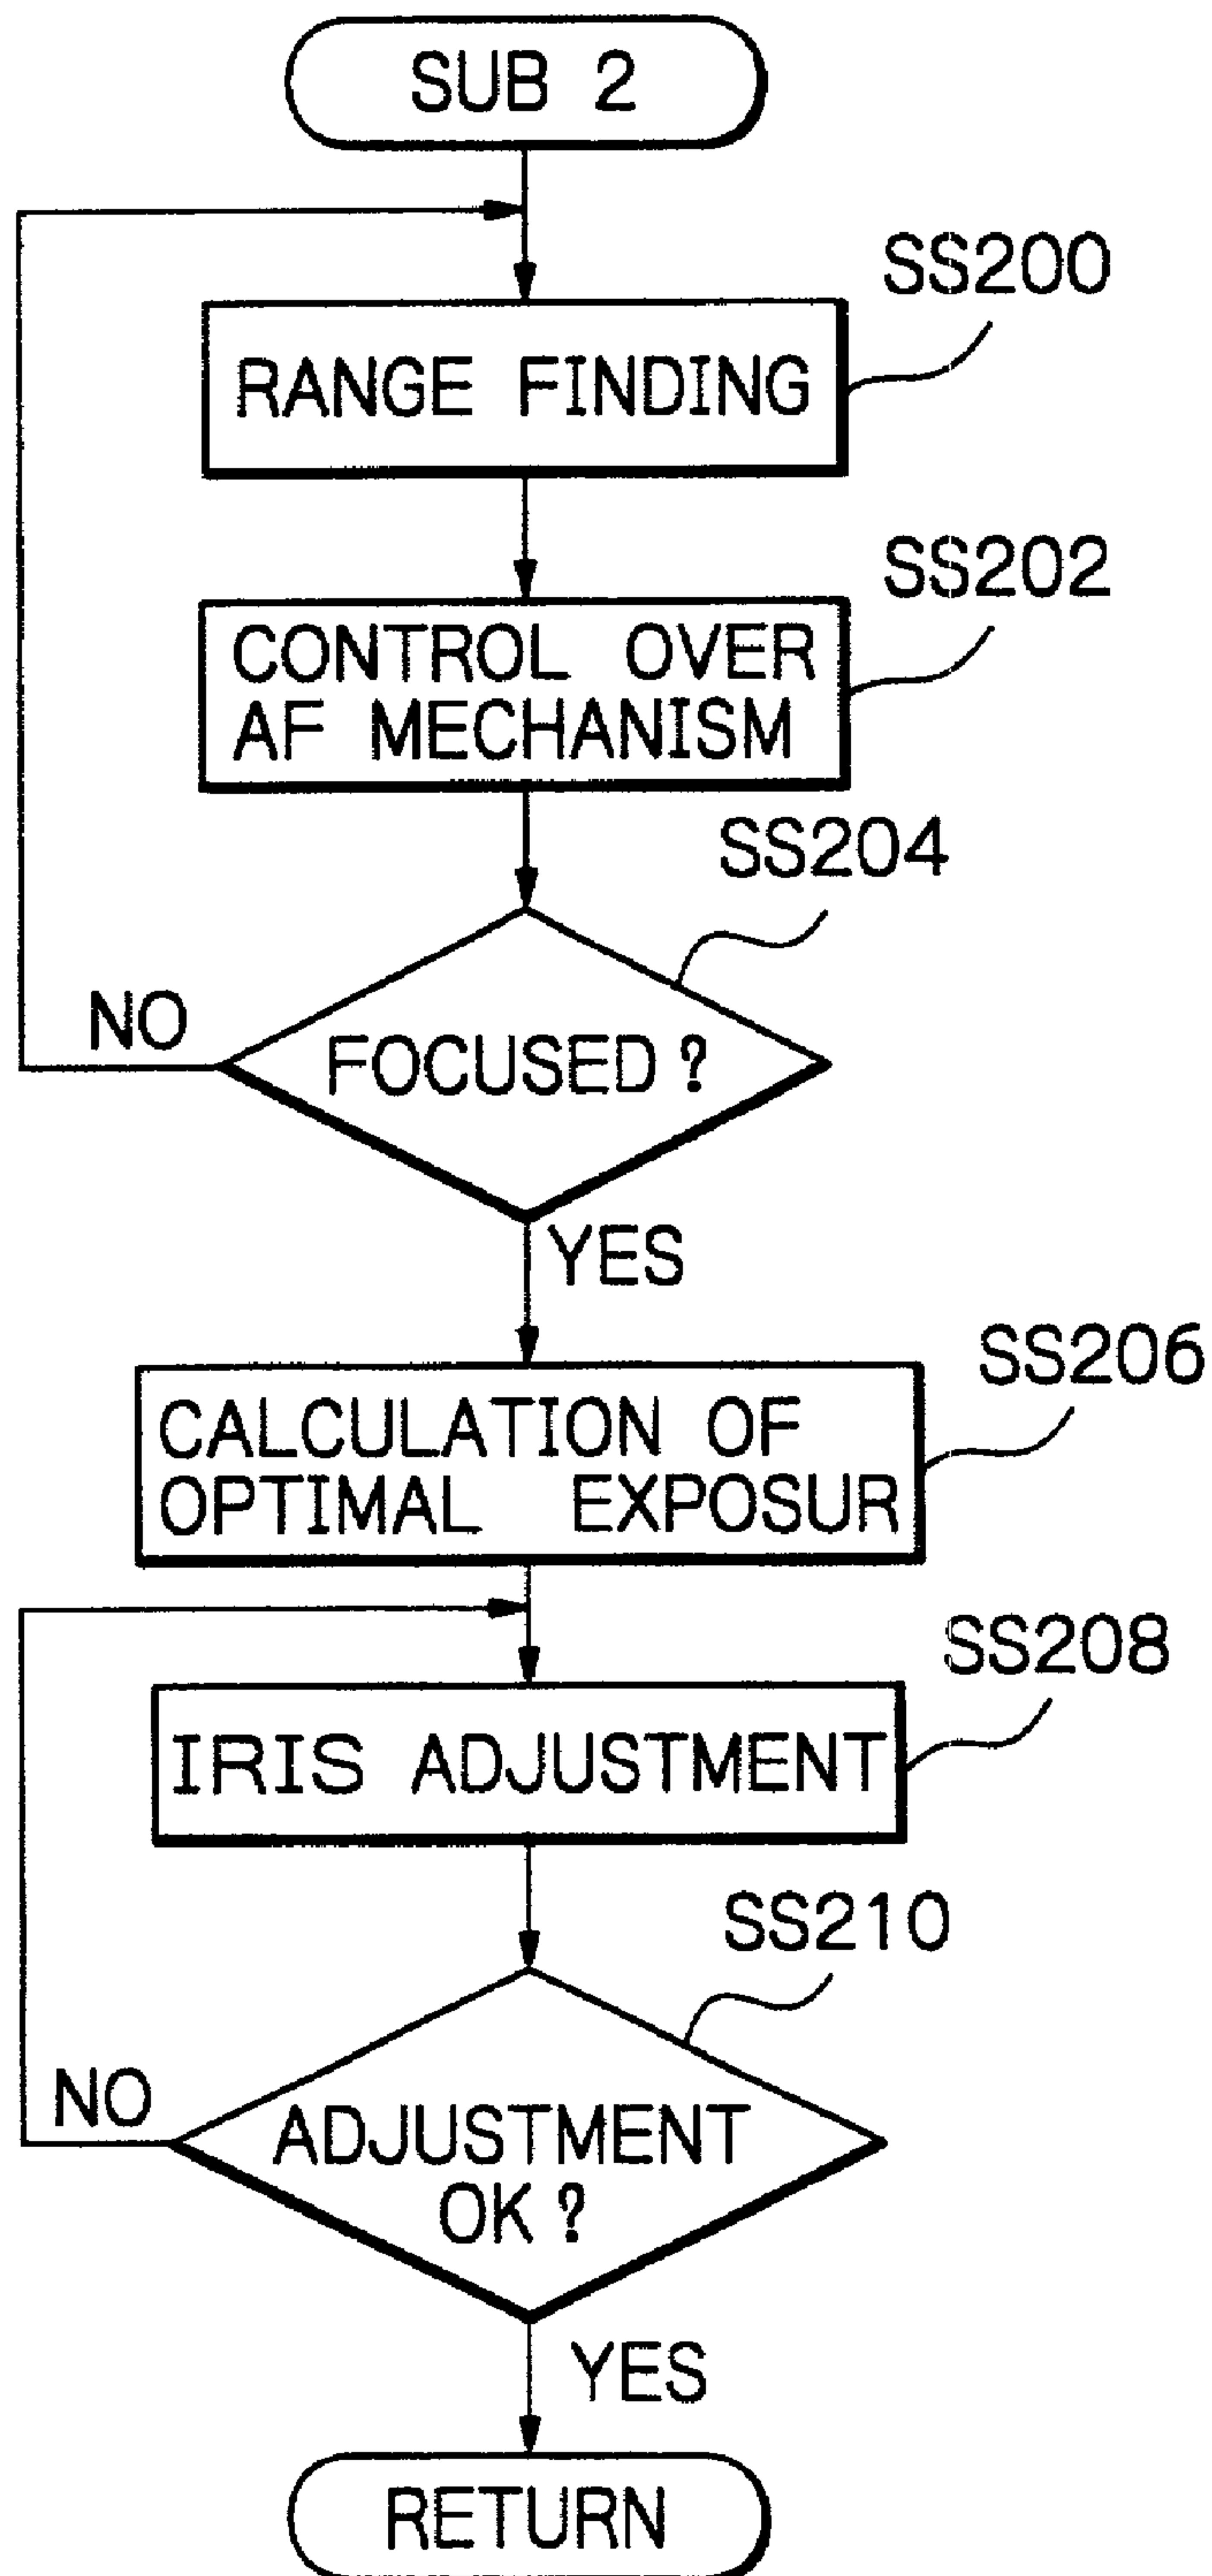 SUB 2
SS200
RANGE FINDING
SS202
CONTROL OVER
AF MECHANISM
SS204
NO
FOCUSED?
YES
SS206
CALCULATION OF
OPTIMAL EXPOSUR
SS208
IRIS ADJUSTMENT
SS210
NO
ADJUSTMENT
OK?
YES
RETURN